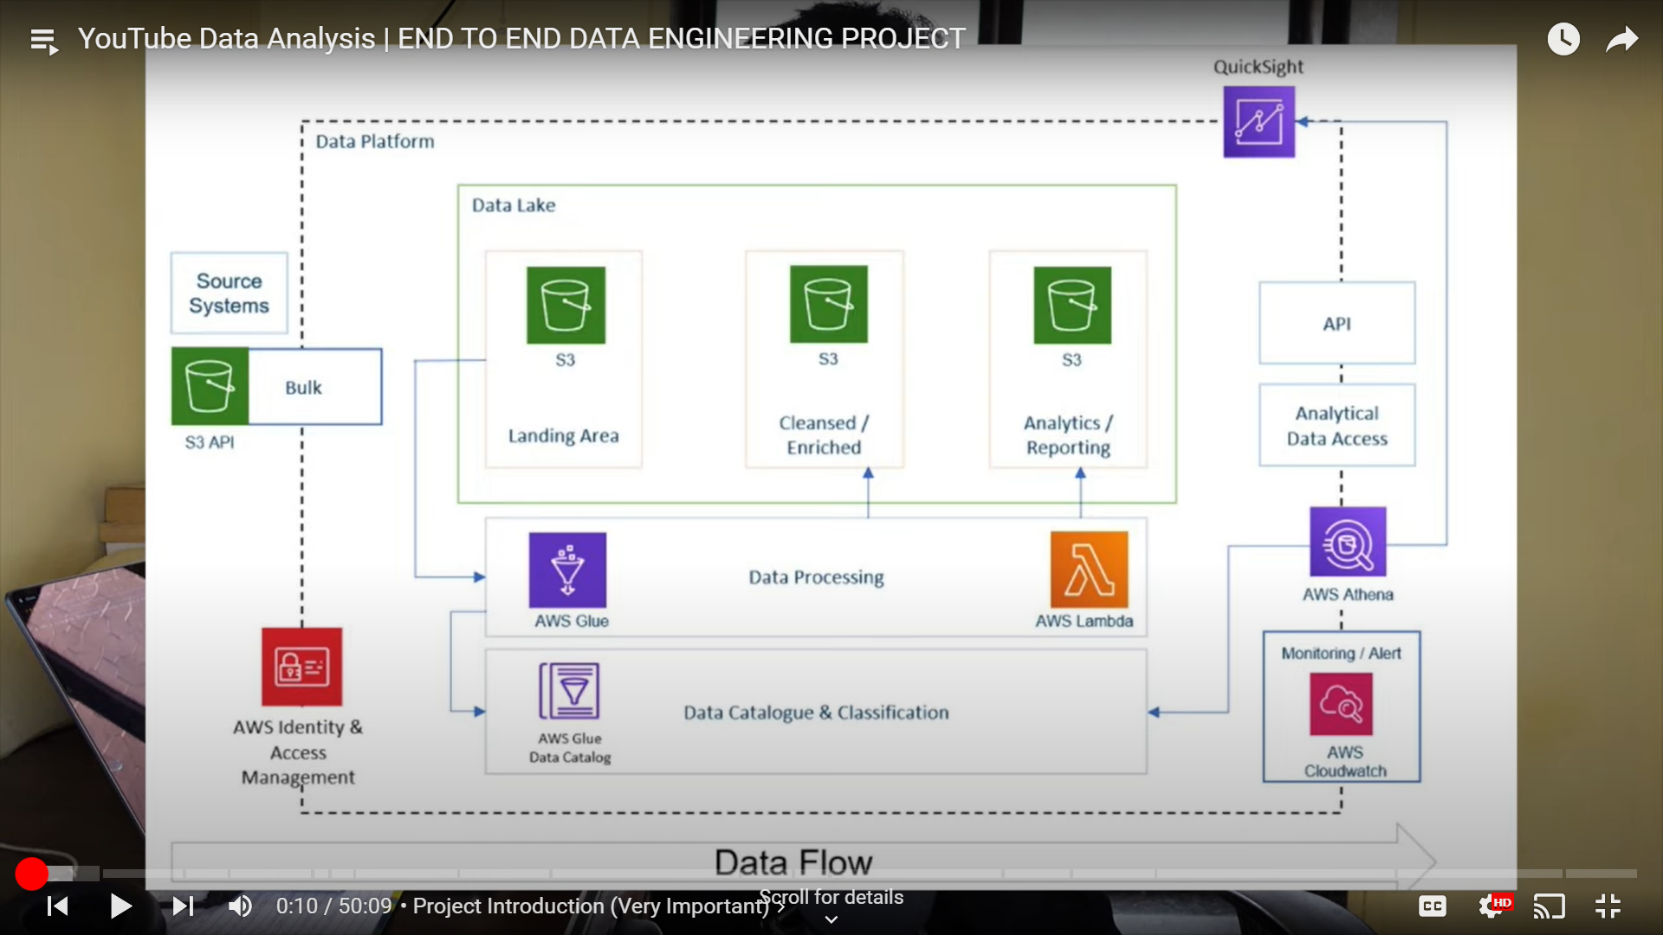 YouTube Data Analysis | END TO END DATA ENGINEERING PROJECT
QuickSight
Data Platform
Data Lake
Source
Systems
S3
Landing Area
S3
Cleansed /
Enriched
S3
Analytics /
Reporting
API
Bulk
S3 API
Analytical
Data Access
AWS Glue
Data Processing
AWS Lambda
AWS Athena
AWS Identity &
Access
Management
AWS Glue
Data Catalog
Data Catalogue & Classification
Monitoring / Alert
AWS
Cloudwatch
Data Flow
Scroll for details
0:10 / 50:09 • Project Introduction (Very Important) ›
CC
HD